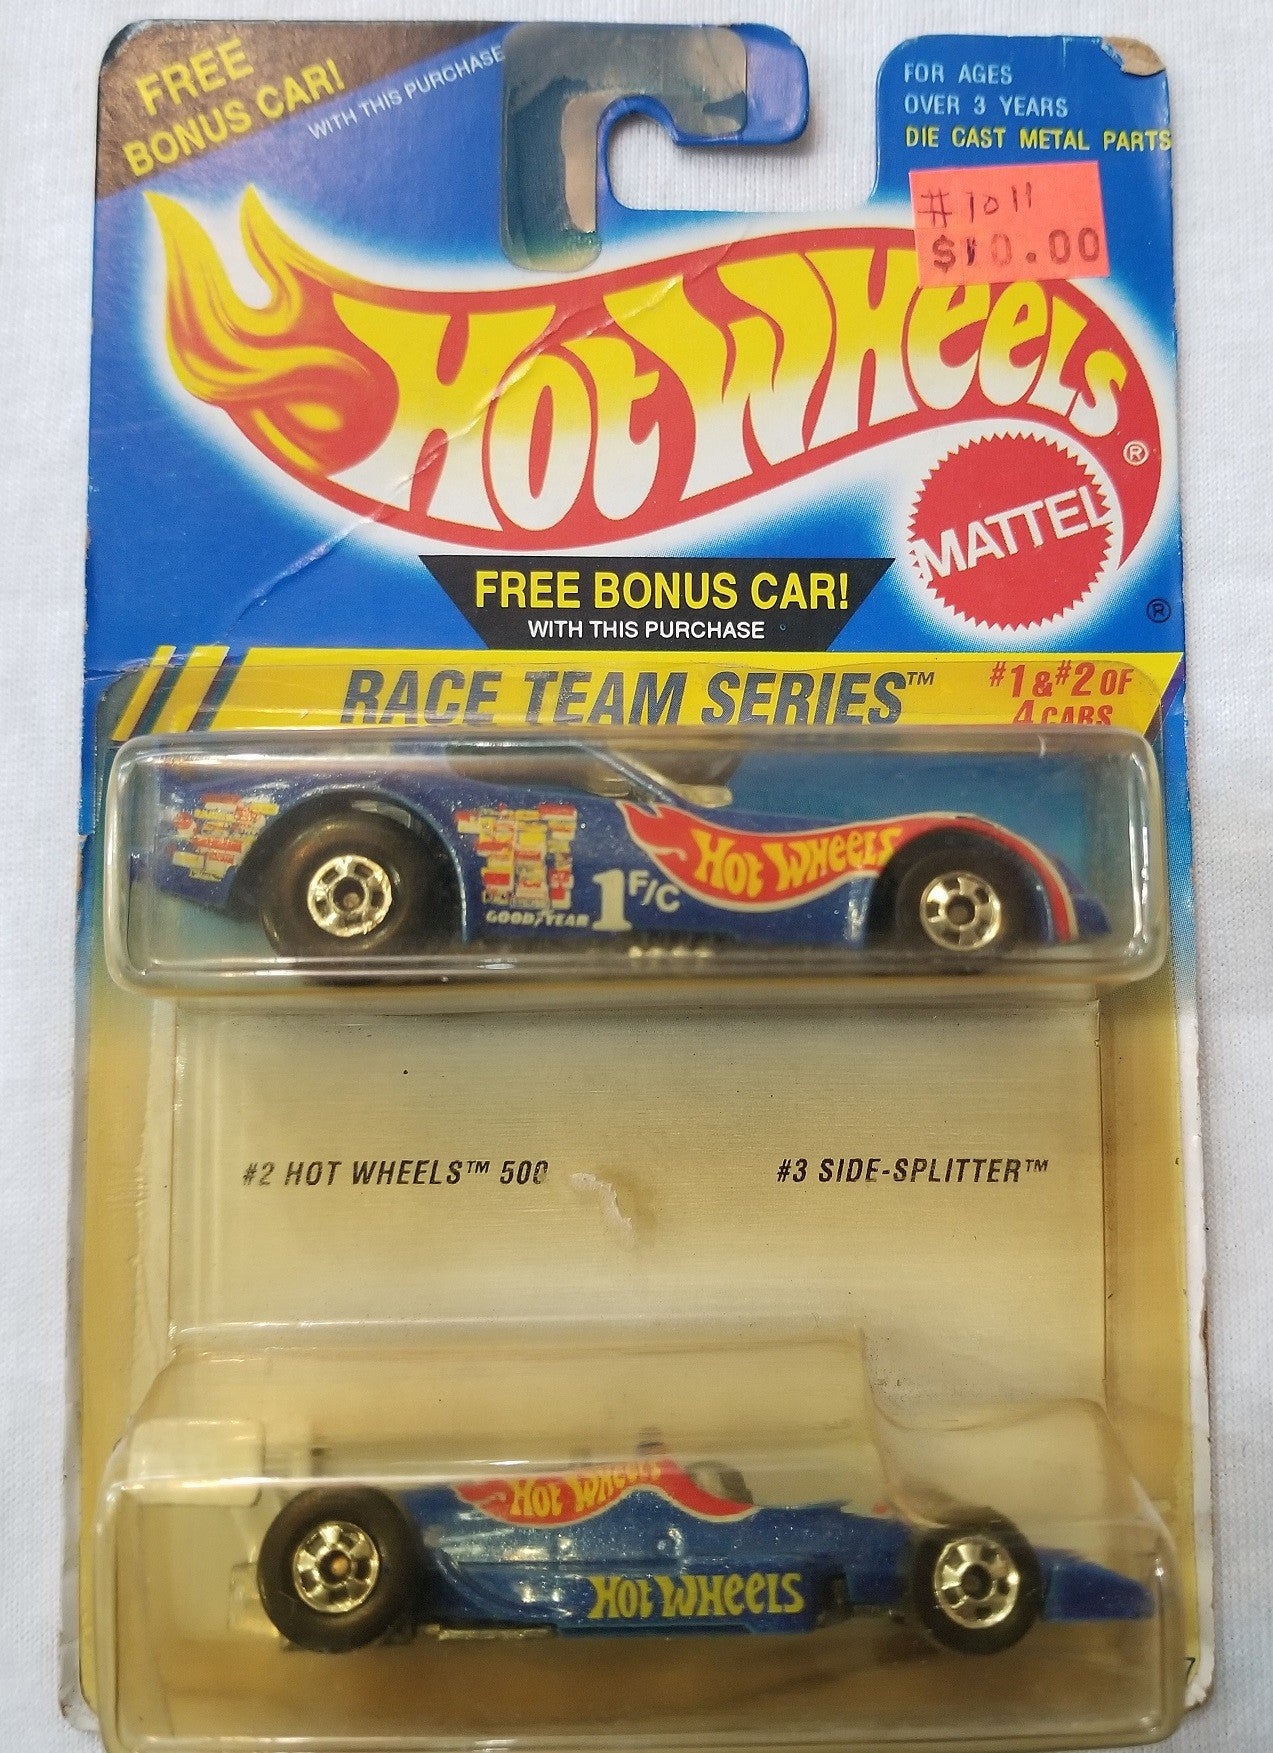 FREE
BONUS CAR!
WITH THIS PURCHASE
FOR AGES
OVER 3 YEARS
DIE CAST METAL PARTS
#1011
$10.00
HOT WHEELS®
MATTEL
®
FREE BONUS CAR!
WITH THIS PURCHASE
RACE TEAM SERIES™
#1 & #2 OF
4 CARS
HOT WHEELS
1 F/C
GOODYEAR
#2 HOT WHEELS™ 500
#3 SIDE-SPLITTER™
HOT WHEELS
HOT WHEELS
7